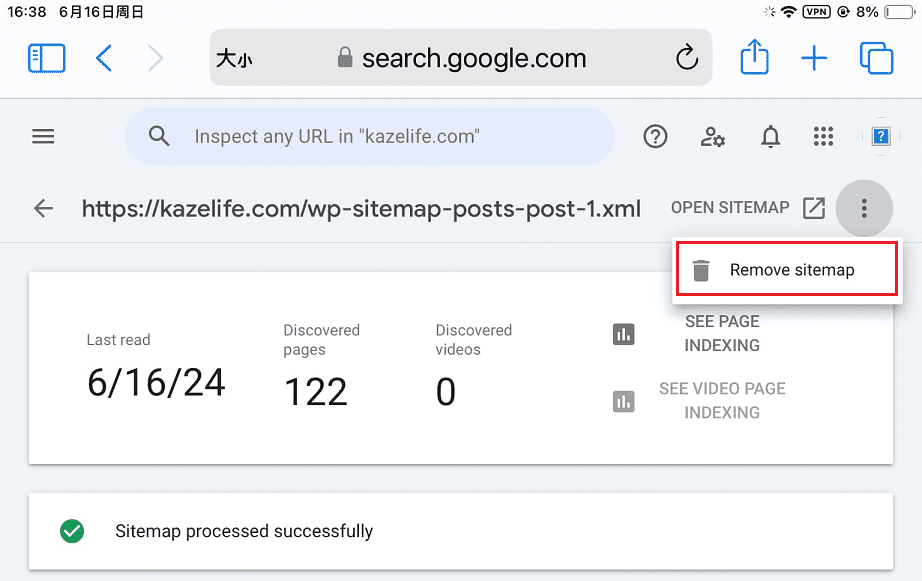 16:38 6月16日周日
VPN 8%
大小 search.google.com
Inspect any URL in "kazelife.com"
https://kazelife.com/wp-sitemap-posts-post-1.xml OPEN SITEMAP
Remove sitemap
Last read
6/16/24
Discovered
pages
122
Discovered
videos
0
SEE PAGE
INDEXING
SEE VIDEO PAGE
INDEXING
Sitemap processed successfully